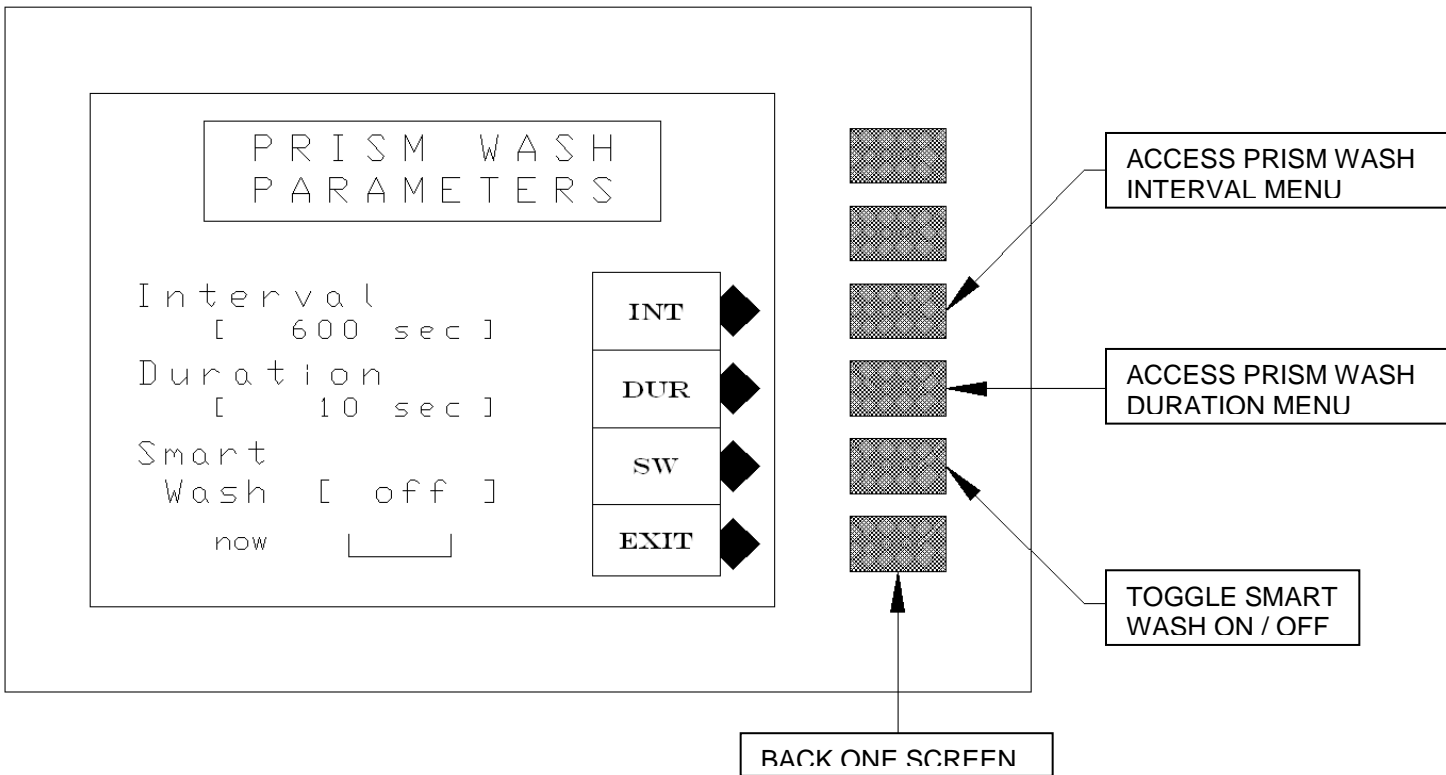 PRISM WASH
PARAMETERS
Interval
[ 600 sec ]
Duration
[ 10 sec ]
Smart
Wash [ off ]
now
INT
DUR
SW
EXIT
ACCESS PRISM WASH
INTERVAL MENU
ACCESS PRISM WASH
DURATION MENU
TOGGLE SMART
WASH ON / OFF
BACK ONE SCREEN